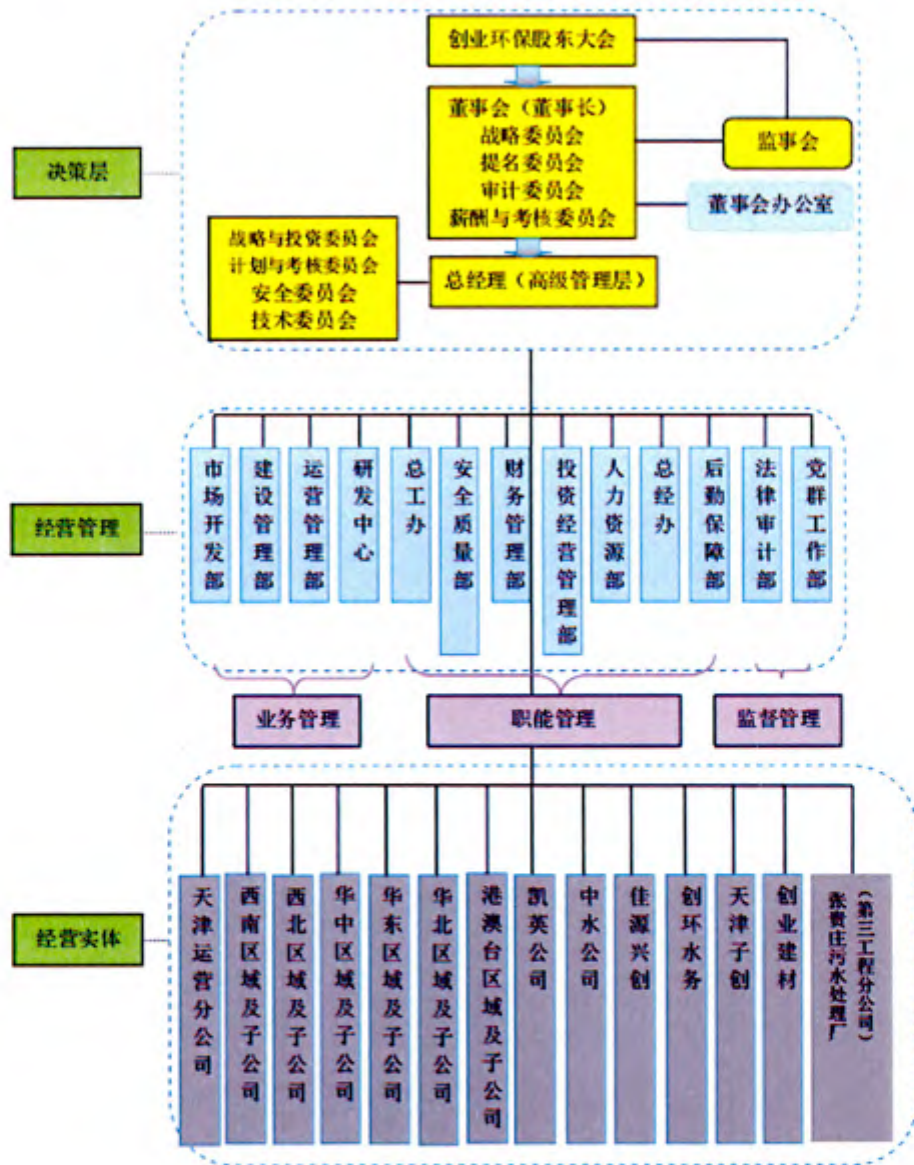 创业环保股东大会
董事会（董事长）
战略委员会
提名委员会
审计委员会
薪酬与考核委员会
监事会
董事会办公室
决策层
战略与投资委员会
计划与考核委员会
安全委员会
技术委员会
总经理（高级管理层）
经营管理
市场开发部
建设管理部
运营管理部
研发中心
总工办
安全质量部
财务管理部
投资经营管理部
人力资源部
总经办
后勤保障部
法律审计部
党群工作部
业务管理
职能管理
监督管理
经营实体
天津运营分公司
西南区域及子公司
西北区域及子公司
华中区域及子公司
华东区域及子公司
华北区域及子公司
港澳台区域及子公司
凯英公司
中水公司
佳源兴创
创环水务
天津子创
创业建材
张贵庄污水处理厂
（第三工程分公司）